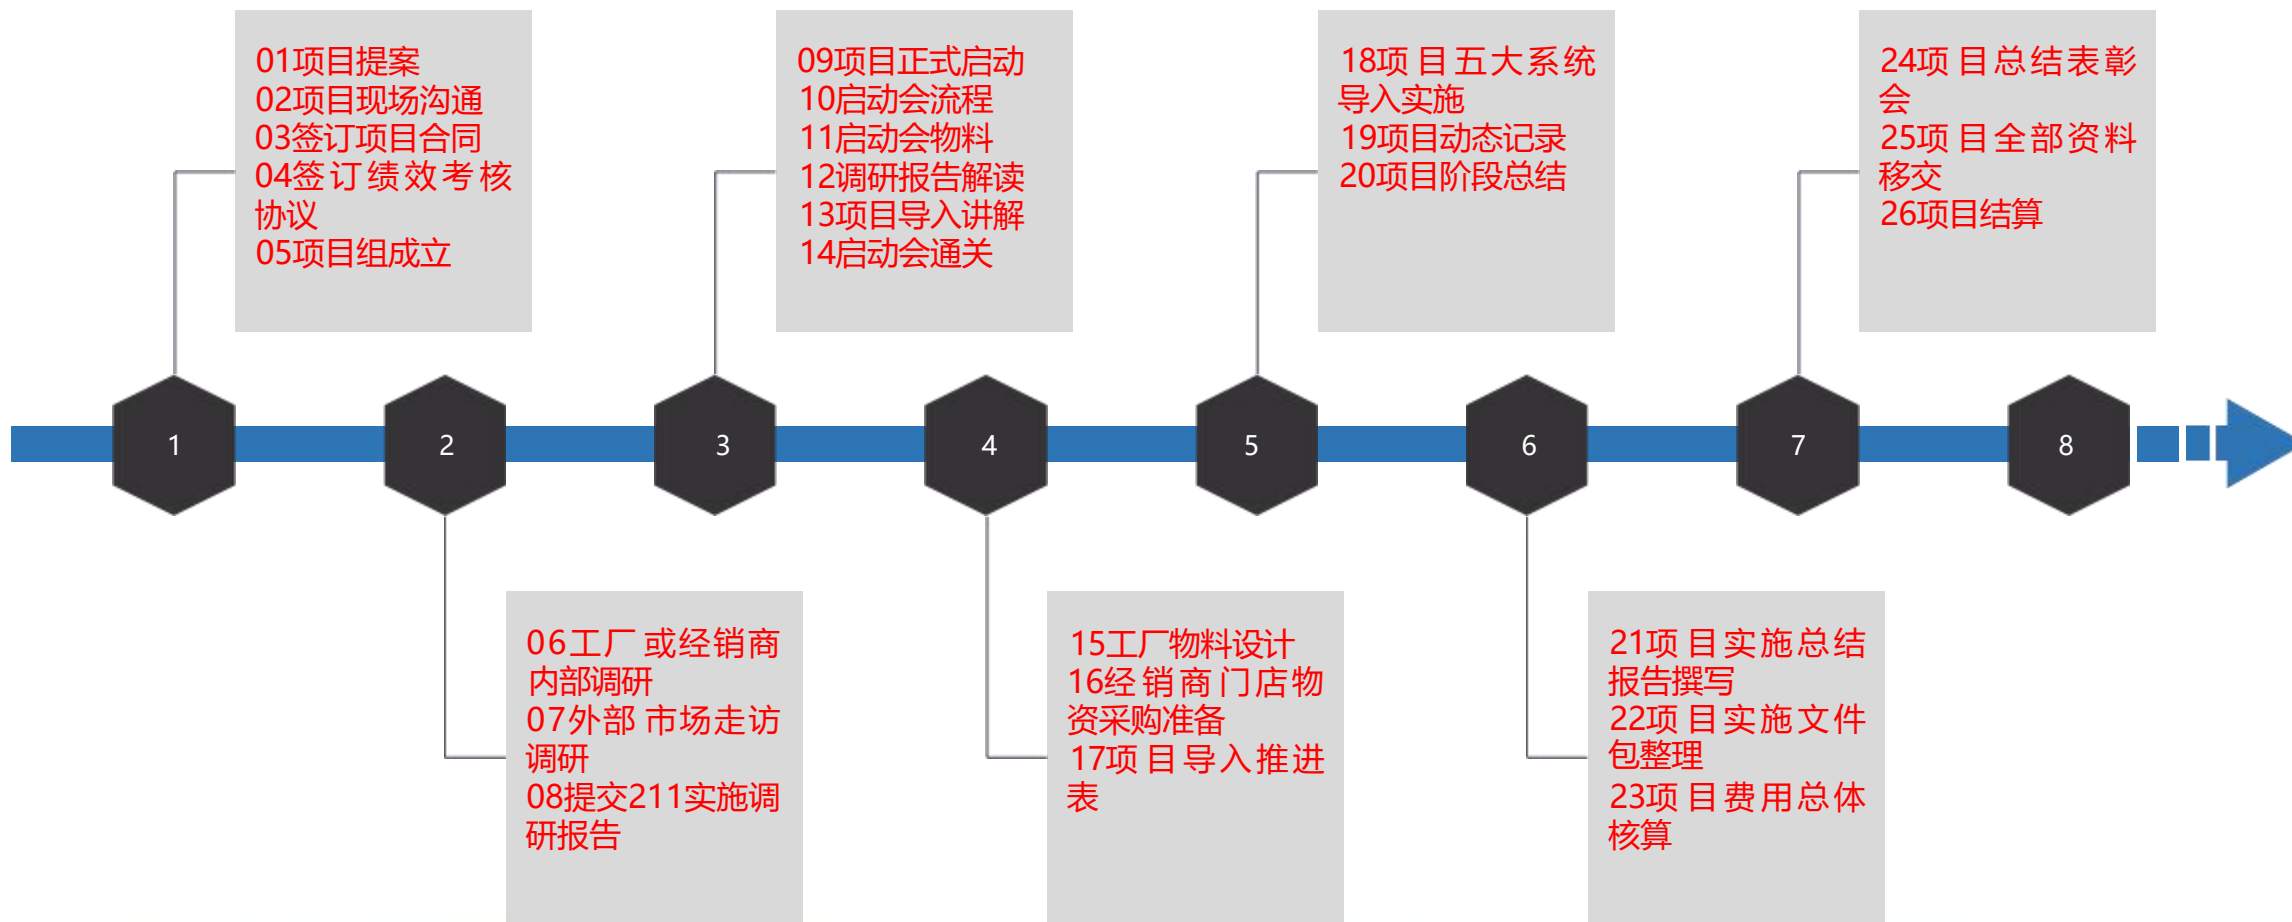 01项目提案
02项目现场沟通
03签订项目合同
04签订绩效考核
协议
05项目组成立
09项目正式启动
10启动会流程
11启动会物料
12调研报告解读
13项目导入讲解
14启动会通关
18项目五大系统
导入实施
19项目动态记录
20项目阶段总结
24项目总结表彰
会
25项目全部资料
移交
26项目结算
1
2
3
4
5
6
7
8
06工厂或经销商
内部调研
07外部市场走访
调研
08提交211实施调
研报告
15工厂物料设计
16经销商门店物
资采购准备
17项目导入推进
表
21项目实施总结
报告撰写
22项目实施文件
包整理
23项目费用总体
核算